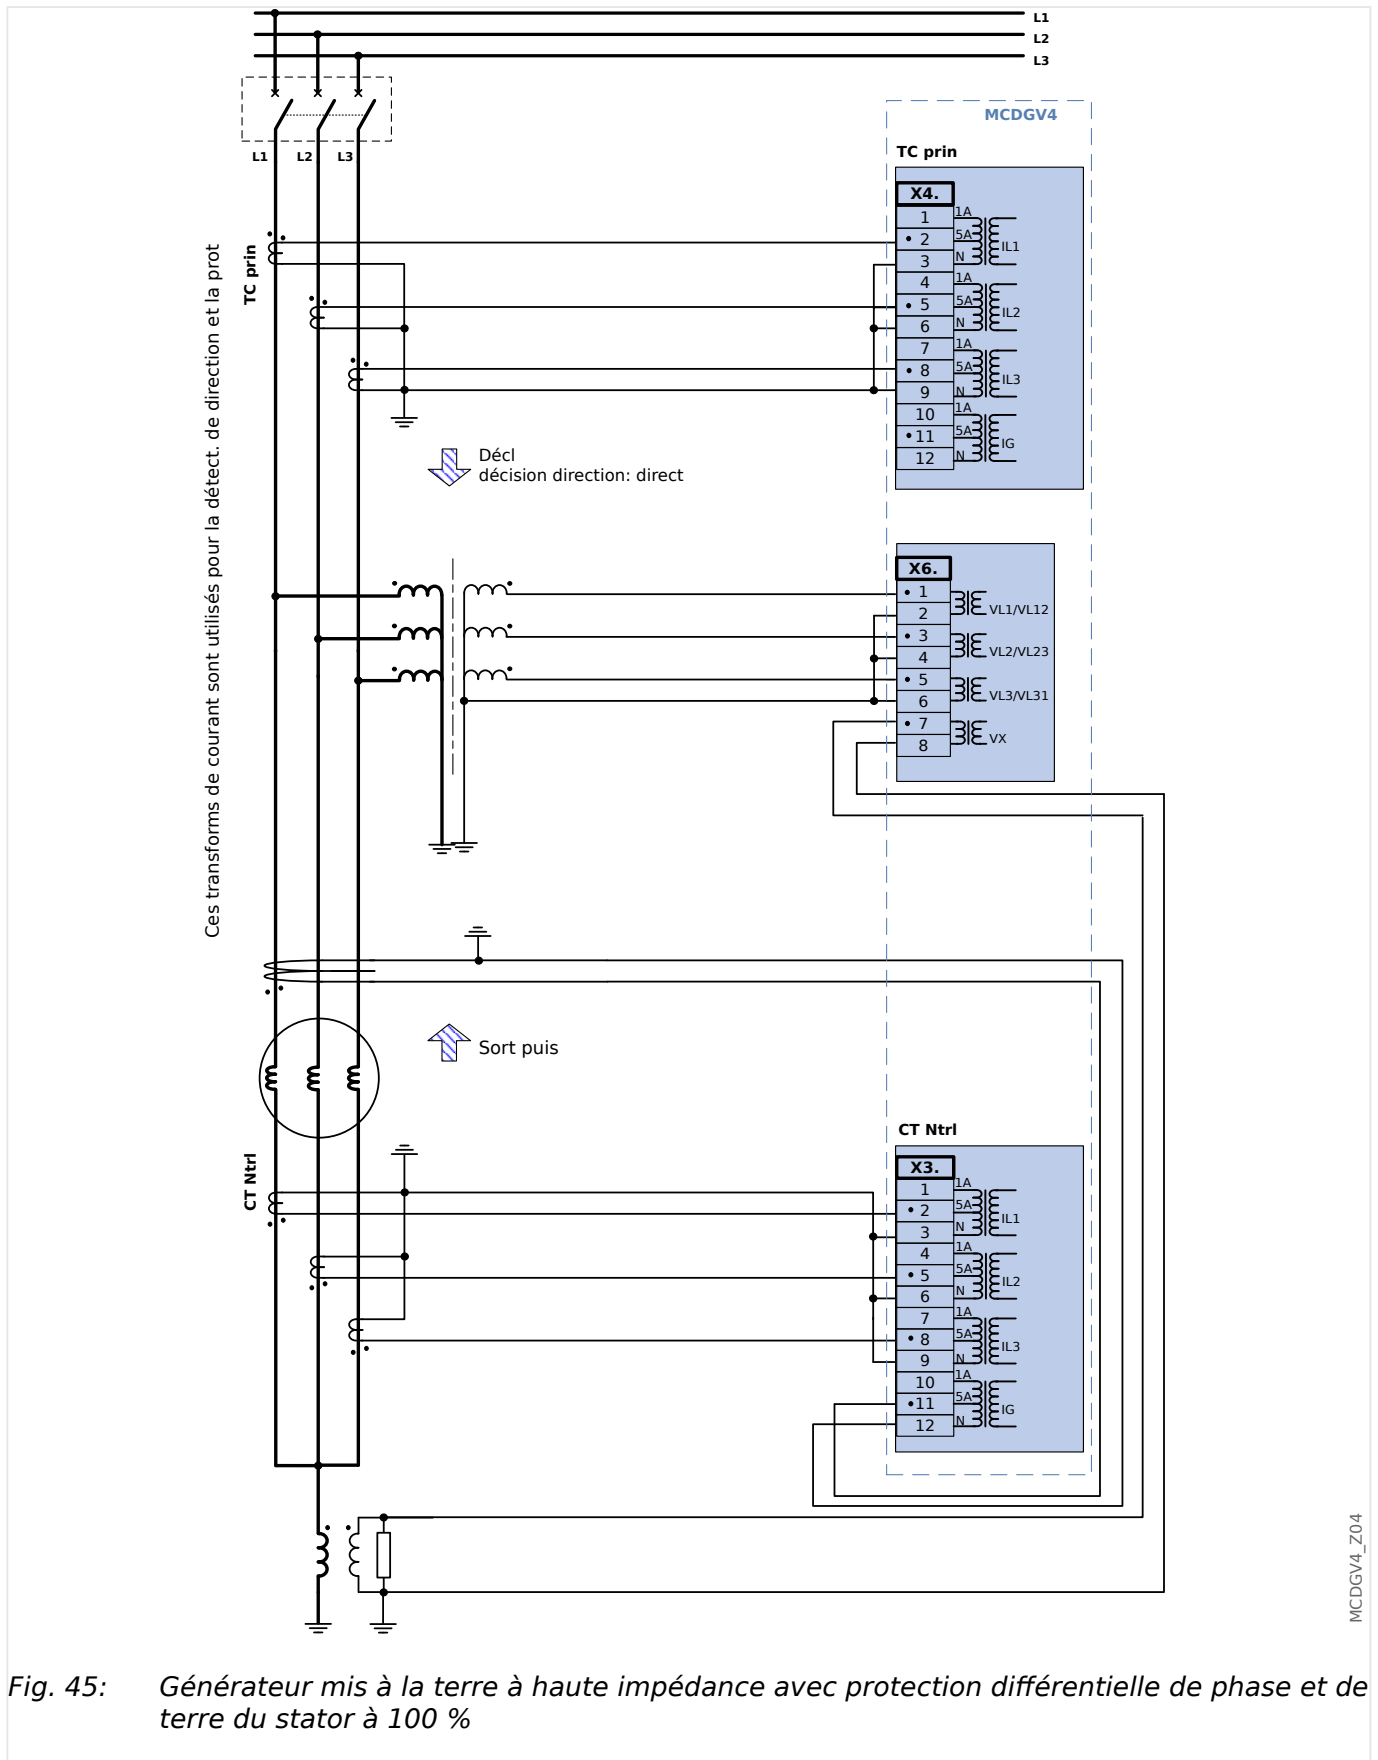 L1
L2
L3
L1
L2
L3
MCDGV4
TC prin
X4.
1
1A
2
5A
IL1
3
N
4
1A
5
5A
IL2
6
N
7
1A
8
5A
IL3
9
N
10
1A
11
5A
IG
12
N
TC prin
Ces transforms de courant sont utilisés pour la détect. de direction et la prot
Décl
décision direction: direct
X6.
1
VL1/VL12
2
3
VL2/VL23
4
5
VL3/VL31
6
7
VX
8
Sort puis
CT Ntrl
CT Ntrl
X3.
1
1A
2
5A
IL1
3
N
4
1A
5
5A
IL2
6
N
7
1A
8
5A
IL3
9
N
10
1A
11
5A
IG
12
N
MCDGV4_Z04
Fig. 45: Générateur mis à la terre à haute impédance avec protection différentielle de phase et de
terre du stator à 100 %